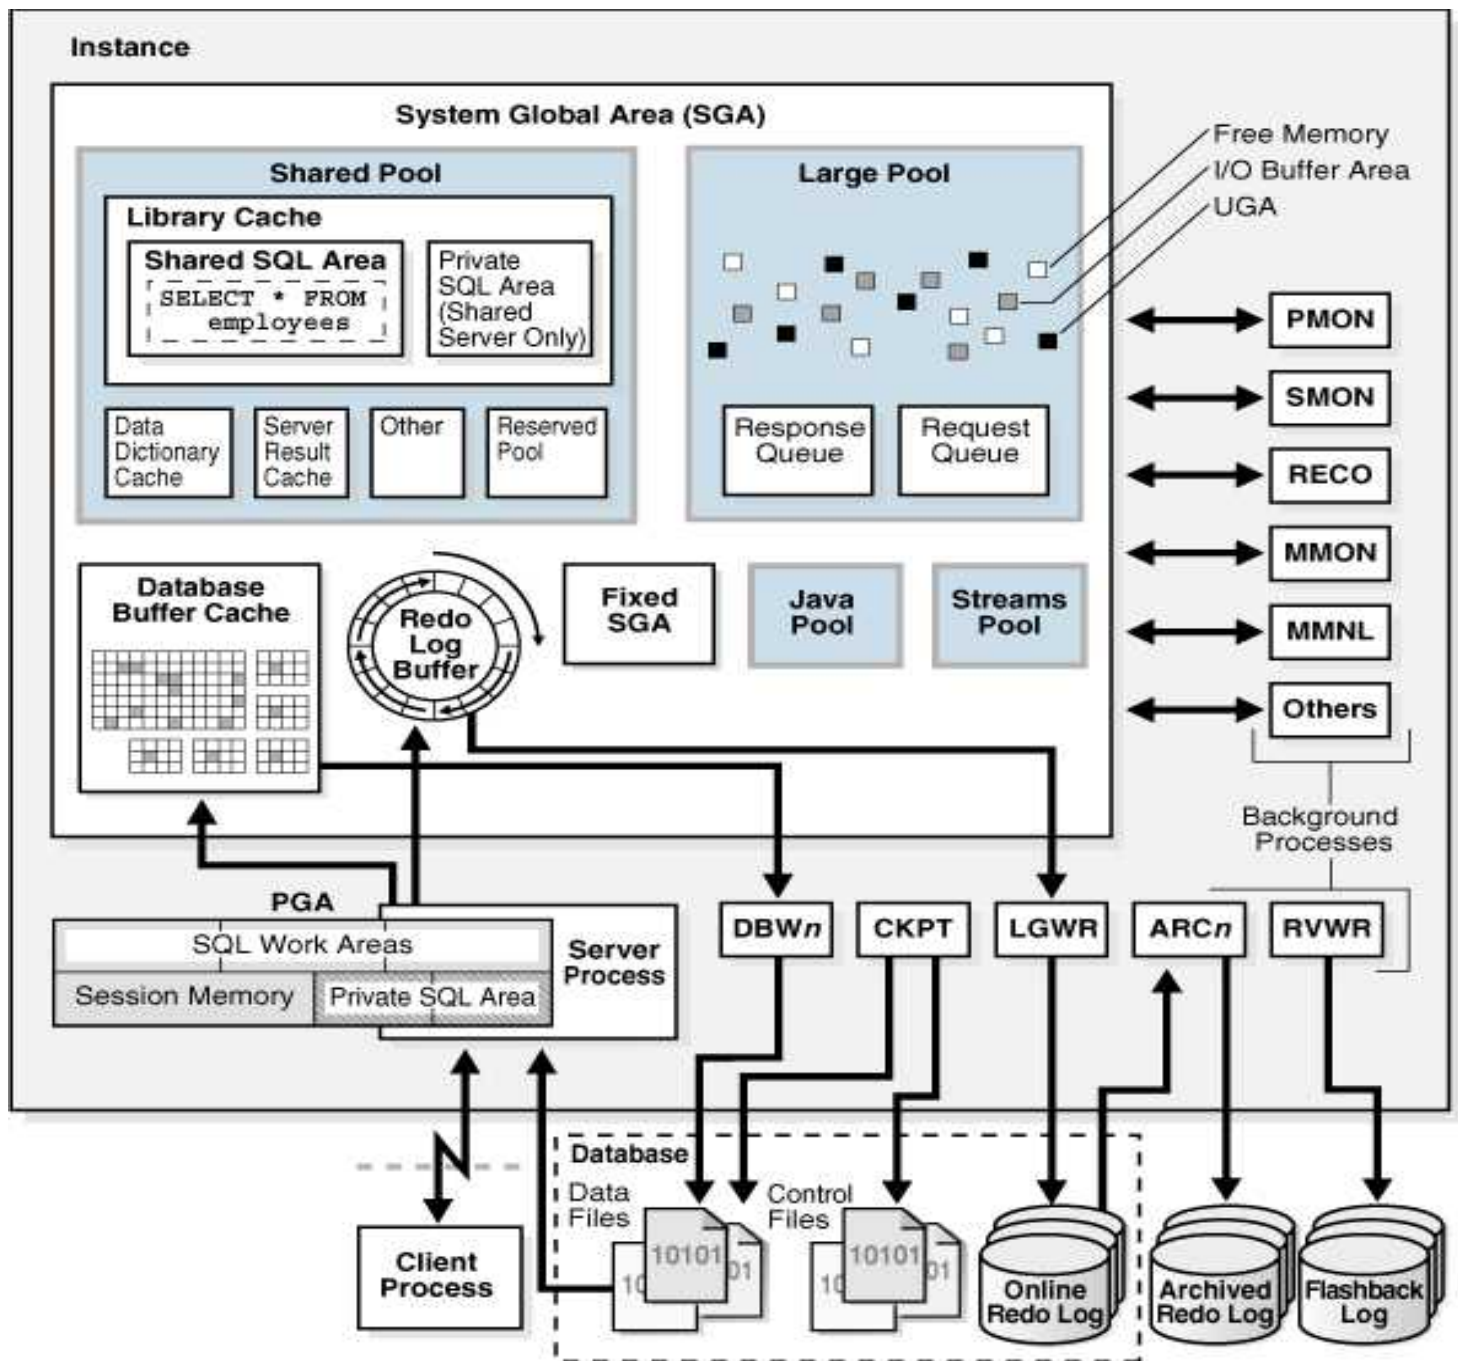 Instance
System Global Area (SGA)
Shared Pool
Library Cache
Shared SQL Area
SELECT * FROM
employees
Private
SQL Area
(Shared
Server Only)
Data
Dictionary
Cache
Server
Result
Cache
Other
Reserved
Pool
Large Pool
Response
Queue
Request
Queue
Free Memory
I/O Buffer Area
UGA
Database
Buffer Cache
Redo
Log
Buffer
Fixed
SGA
Java
Pool
Streams
Pool
PMON
SMON
RECO
MMON
MMNL
Others
Background
Processes
PGA
SQL Work Areas
Session Memory
Private SQL Area
Server
Process
DBWn
CKPT
LGWR
ARCn
RVWR
Client
Process
Database
Data
Files
10101
10
01
Control
Files
10101
10
01
Online
Redo Log
Archived
Redo Log
Flashback
Log